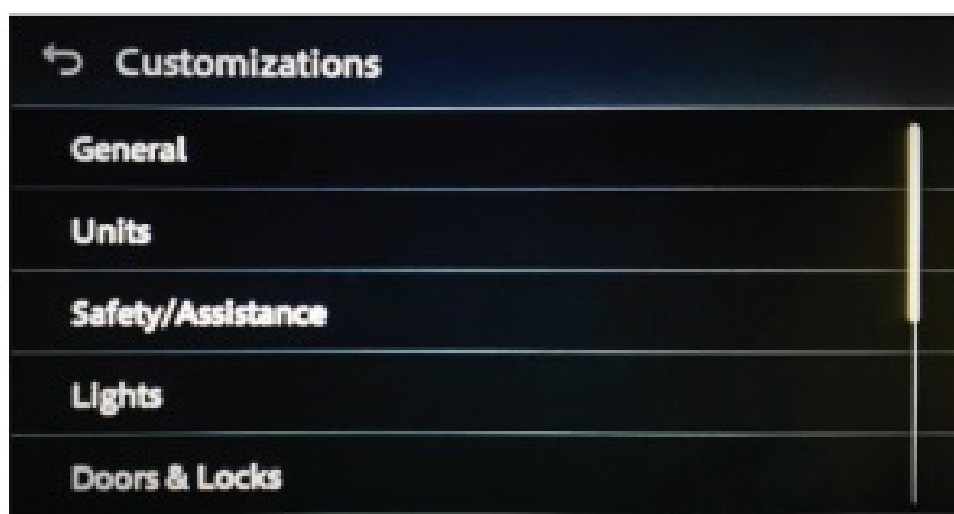 Customizations
General
Units
Safety/Assistance
Lights
Doors & Locks